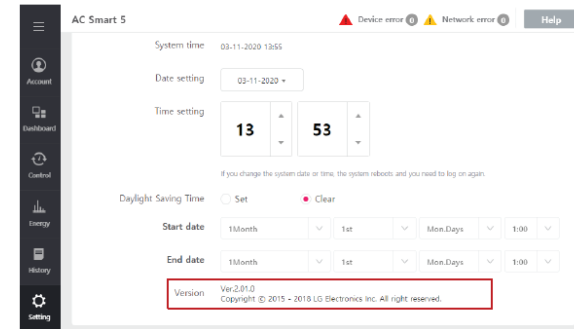 AC Smart 5
Device error 0
Network error 0
Help
Account
Dashboard
Control
Energy
History
Setting
System time 03-11-2020 13:55
Date setting 03-11-2020
Time setting 13 53
If you change the system date or time, the system reboots and you need to log on again.
Daylight Saving Time Set Clear
Start date 1Month 1st Mon.Days 1:00
End date 1Month 1st Mon.Days 1:00
Version Ver.2.01.0
Copyright © 2015 - 2018 LG Electronics Inc. All right reserved.